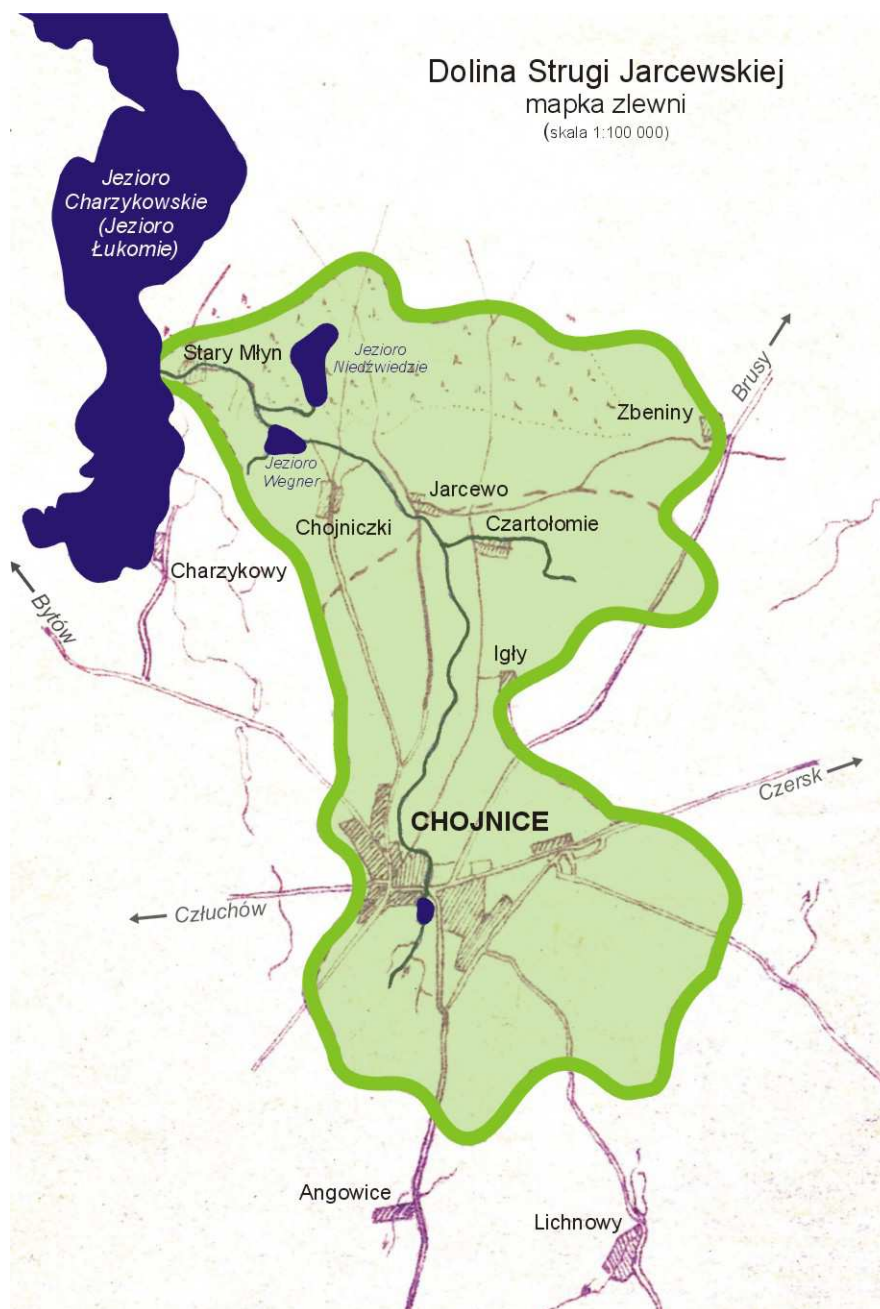 Dolina Strugi Jarcewskiej
mapka zlewni
(skala 1:100 000)
Jezioro
Charzykowskie
(Jezioro
Łukomie)
Stary Młyn
Jezioro
Niedźwiedzie
Brusy
Zbeniny
Jezioro
Wegner
Jarcewo
Chojniczki
Czartołomie
Charzykowy
Bytów
Igły
Czersk
CHOJNICE
Człuchów
Angowice
Lichnowy